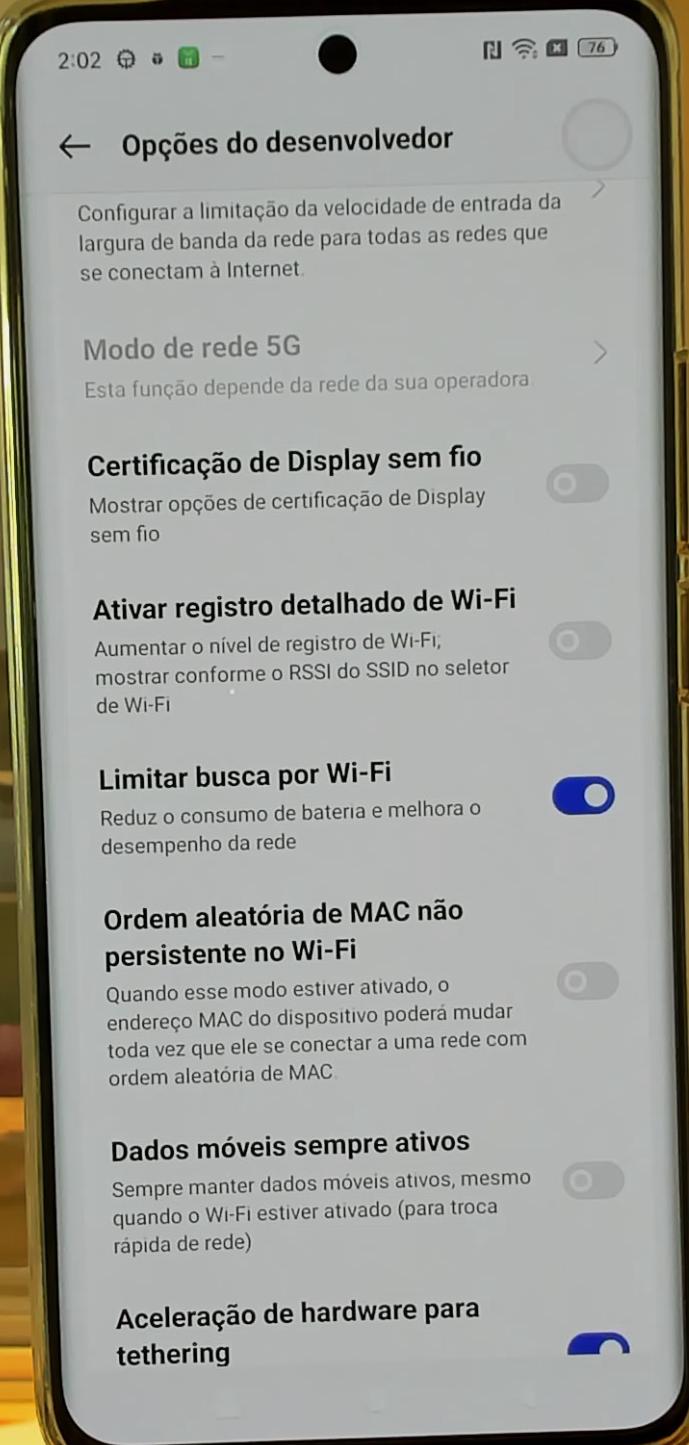 2:02
76
Opções do desenvolvedor
Configurar a limitação da velocidade de entrada da
largura de banda da rede para todas as redes que
se conectam à Internet.
Modo de rede 5G
Esta função depende da rede da sua operadora.
Certificação de Display sem fio
Mostrar opções de certificação de Display
sem fio
Ativar registro detalhado de Wi-Fi
Aumentar o nível de registro de Wi-Fi;
mostrar conforme o RSSI do SSID no seletor
de Wi-Fi
Limitar busca por Wi-Fi
Reduz o consumo de bateria e melhora o
desempenho da rede
Ordem aleatória de MAC não
persistente no Wi-Fi
Quando esse modo estiver ativado, o
endereço MAC do dispositivo poderá mudar
toda vez que ele se conectar a uma rede com
ordem aleatória de MAC.
Dados móveis sempre ativos
Sempre manter dados móveis ativos, mesmo
quando o Wi-Fi estiver ativado (para troca
rápida de rede)
Aceleração de hardware para
tethering